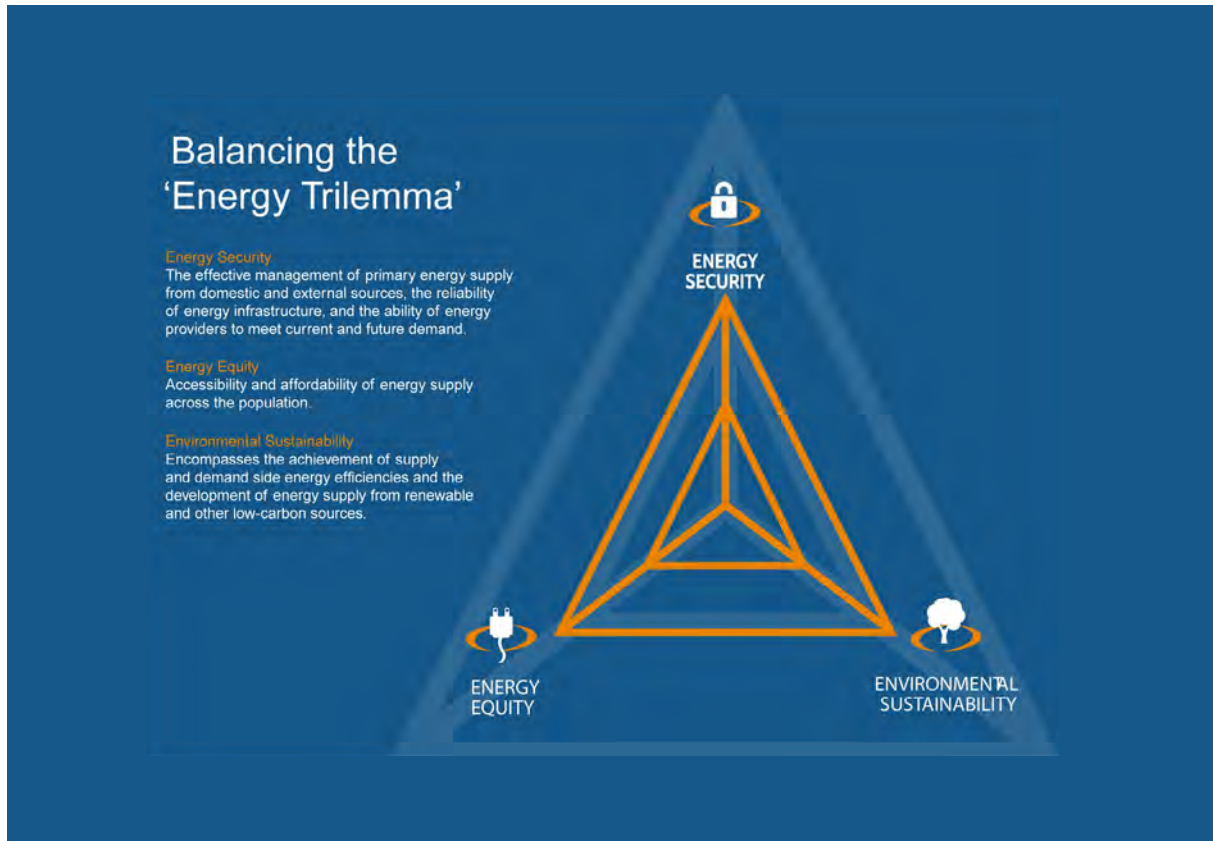 Balancing the
‘Energy Trilemma’
Energy Security
The effective management of primary energy supply
from domestic and external sources, the reliability
of energy infrastructure, and the ability of energy
providers to meet current and future demand.
Energy Equity
Accessibility and affordability of energy supply
across the population.
Environmental Sustainability
Encompasses the achievement of supply
and demand side energy efficiencies and the
development of energy supply from renewable
and other low-carbon sources.
ENERGY
SECURITY
ENERGY
EQUITY
ENVIRONMENTAL
SUSTAINABILITY